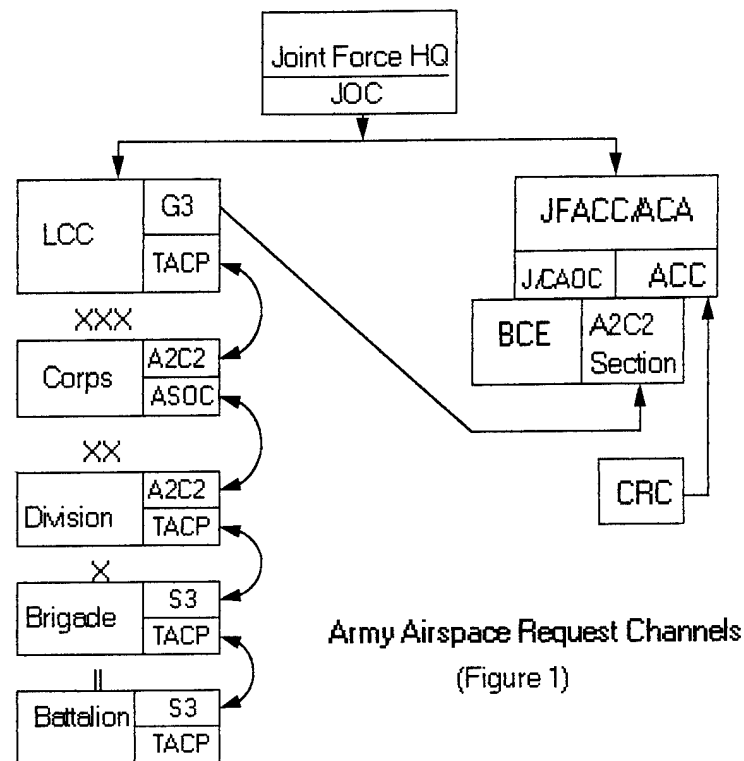 Joint Force HQ
JOC
LCC
G3
TACP
JFACC/ACA
J/CAOC
ACC
BCE
A2C2
Section
CRC
XXX
Corps
A2C2
ASOC
XX
Division
A2C2
TACP
X
Brigade
S3
TACP
II
Battalion
S3
TACP
Army Airspace Request Channels
(Figure 1)